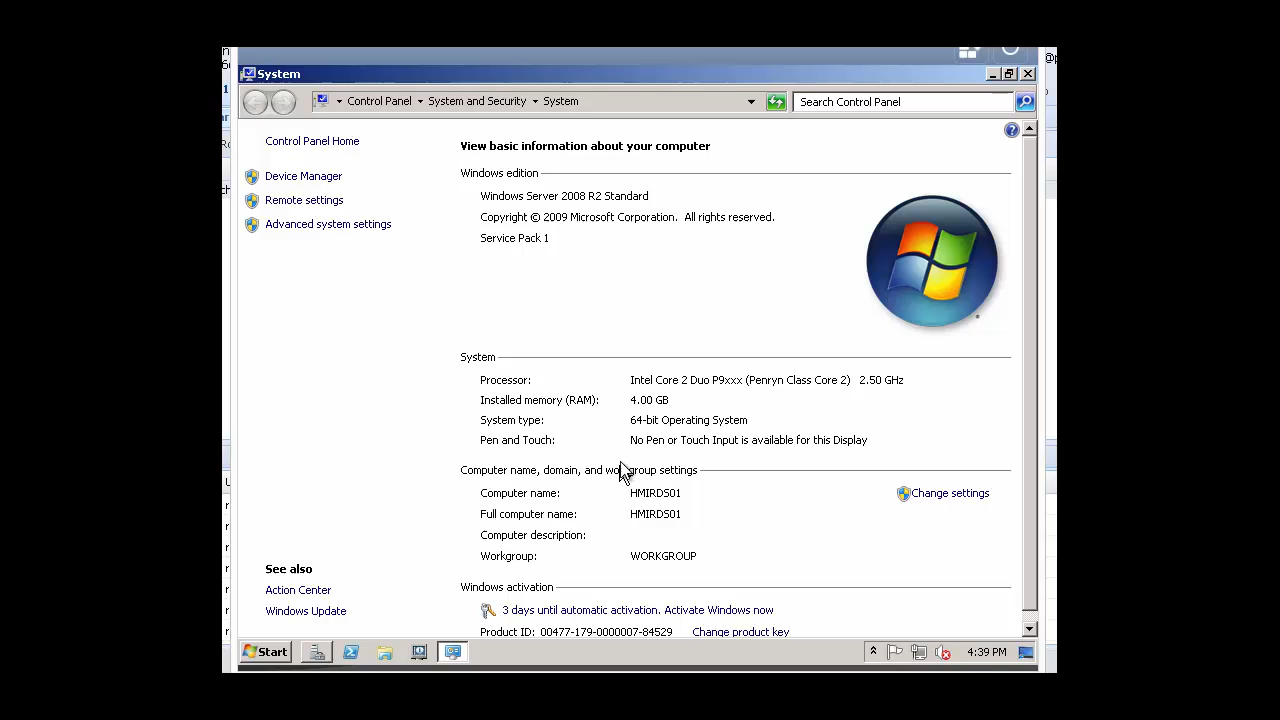 System
Control Panel
System and Security
System
Search Control Panel
Control Panel Home
Device Manager
Remote settings
Advanced system settings
View basic information about your computer
Windows edition
Windows Server 2008 R2 Standard
Copyright © 2009 Microsoft Corporation. All rights reserved.
Service Pack 1
System
Processor: Intel Core 2 Duo P9xxx (Penryn Class Core 2) 2.50 GHz
Installed memory (RAM): 4.00 GB
System type: 64-bit Operating System
Pen and Touch: No Pen or Touch Input is available for this Display
Computer name, domain, and workgroup settings
Computer name: HMIRDS01
Change settings
Full computer name: HMIRDS01
Computer description:
Workgroup: WORKGROUP
Windows activation
3 days until automatic activation. Activate Windows now
Product ID: 00477-179-0000007-84529 Change product key
See also
Action Center
Windows Update
Start
4:39 PM